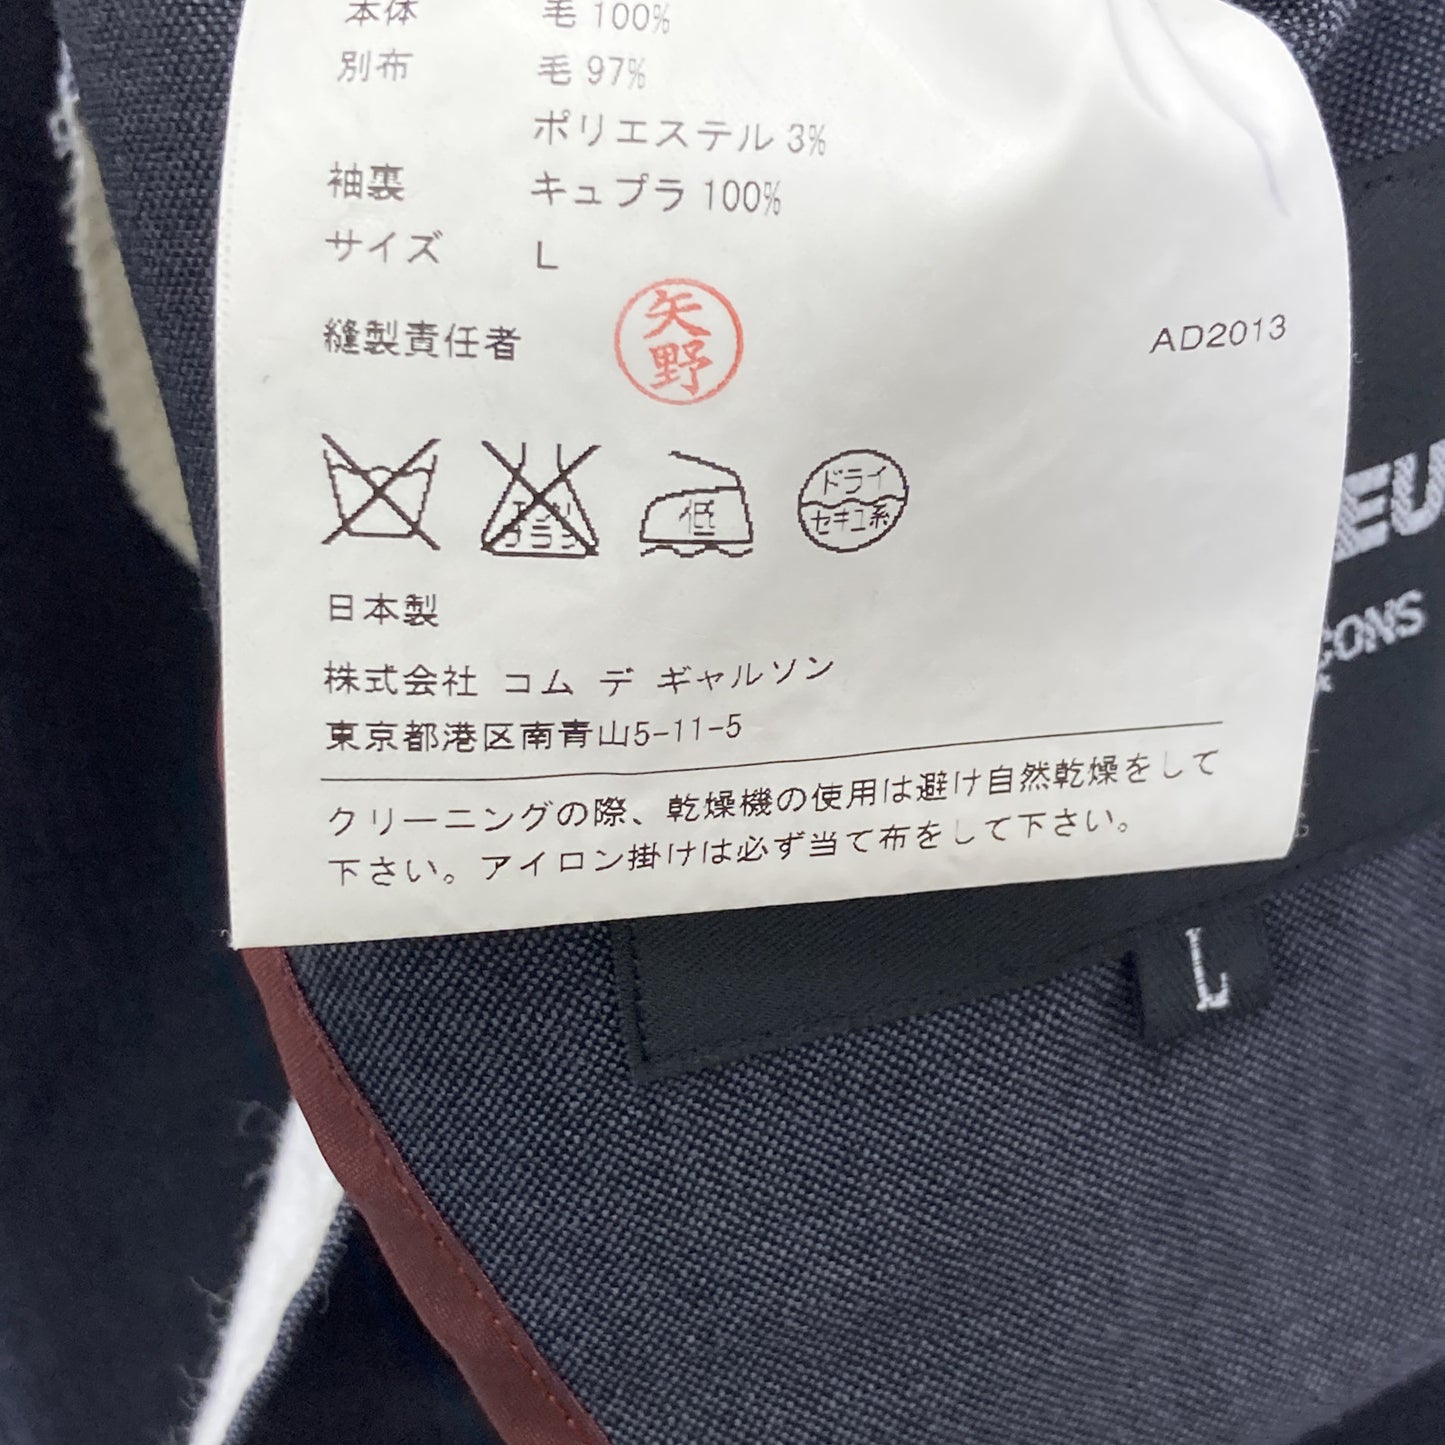 本体 毛 100%
別布 毛 97%
ポリエステル 3%
袖裏 キュプラ 100%
サイズ L
縫製責任者 矢野
AD2013
エンソ
サラシ
低
ドライ
セキユ系
日本製
株式会社 コム デ ギャルソン
東京都港区南青山5-11-5
クリーニングの際、乾燥機の使用は避け自然乾燥をして
下さい。アイロン掛けは必ず当て布をして下さい。
EU
CONS
L